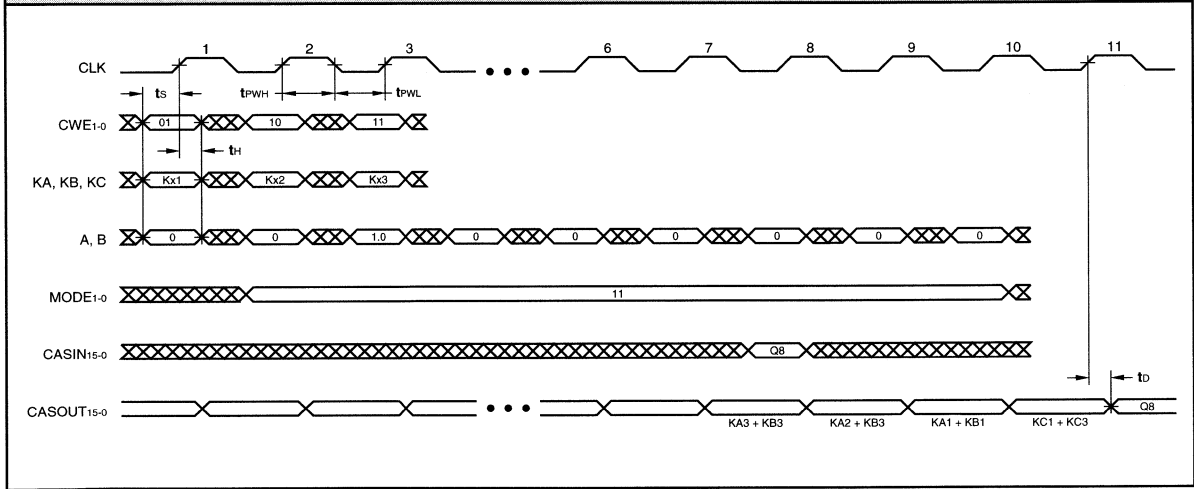 1 2 3 6 7 8 9 10 11
CLK
tS tPWH tPWL
CWE1-0 01 10 11
tH
KA, KB, KC Kx1 Kx2 Kx3
A, B 0 0 1.0 0 0 0 0 0 0
MODE1-0 11
CASIN15-0 Q8
tD
CASOUT15-0 Q8
KA3 + KB3 KA2 + KB3 KA1 + KB1 KC1 + KC3